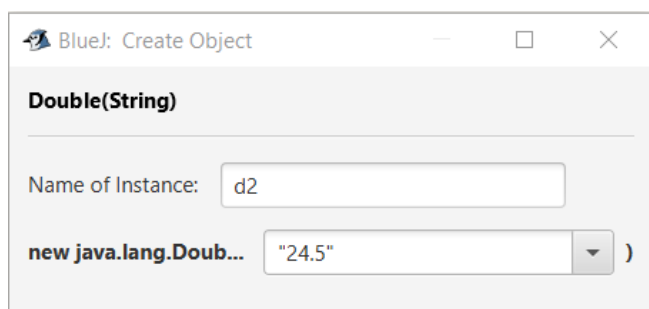 BlueJ: Create Object
Double(String)
Name of Instance: d2
new java.lang.Doub... "24.5" )